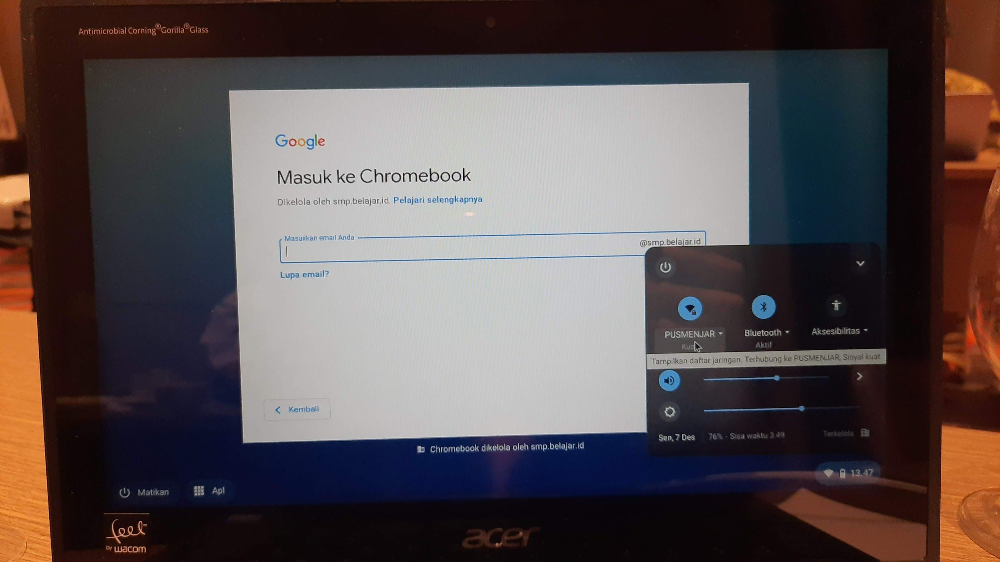 Antimicrobial Corning®Gorilla®Glass
Google
Masuk ke Chromebook
Dikelola oleh smp.belajar.id. Pelajari selengkapnya
Masukkan email Anda
@smp.belajar.id
Lupa email?
PUSMENJAR
Bluetooth
Aksesibilitas
Aktif
Tampilkan daftar jaringan. Terhubung ke PUSMENJAR, Sinyal kuat
Kembali
Sen, 7 Des
76% - Sisa waktu 3.49
Terkelola
Chromebook dikelola oleh smp.belajar.id
13.47
Matikan
Apl
feel™
by wacom
acer